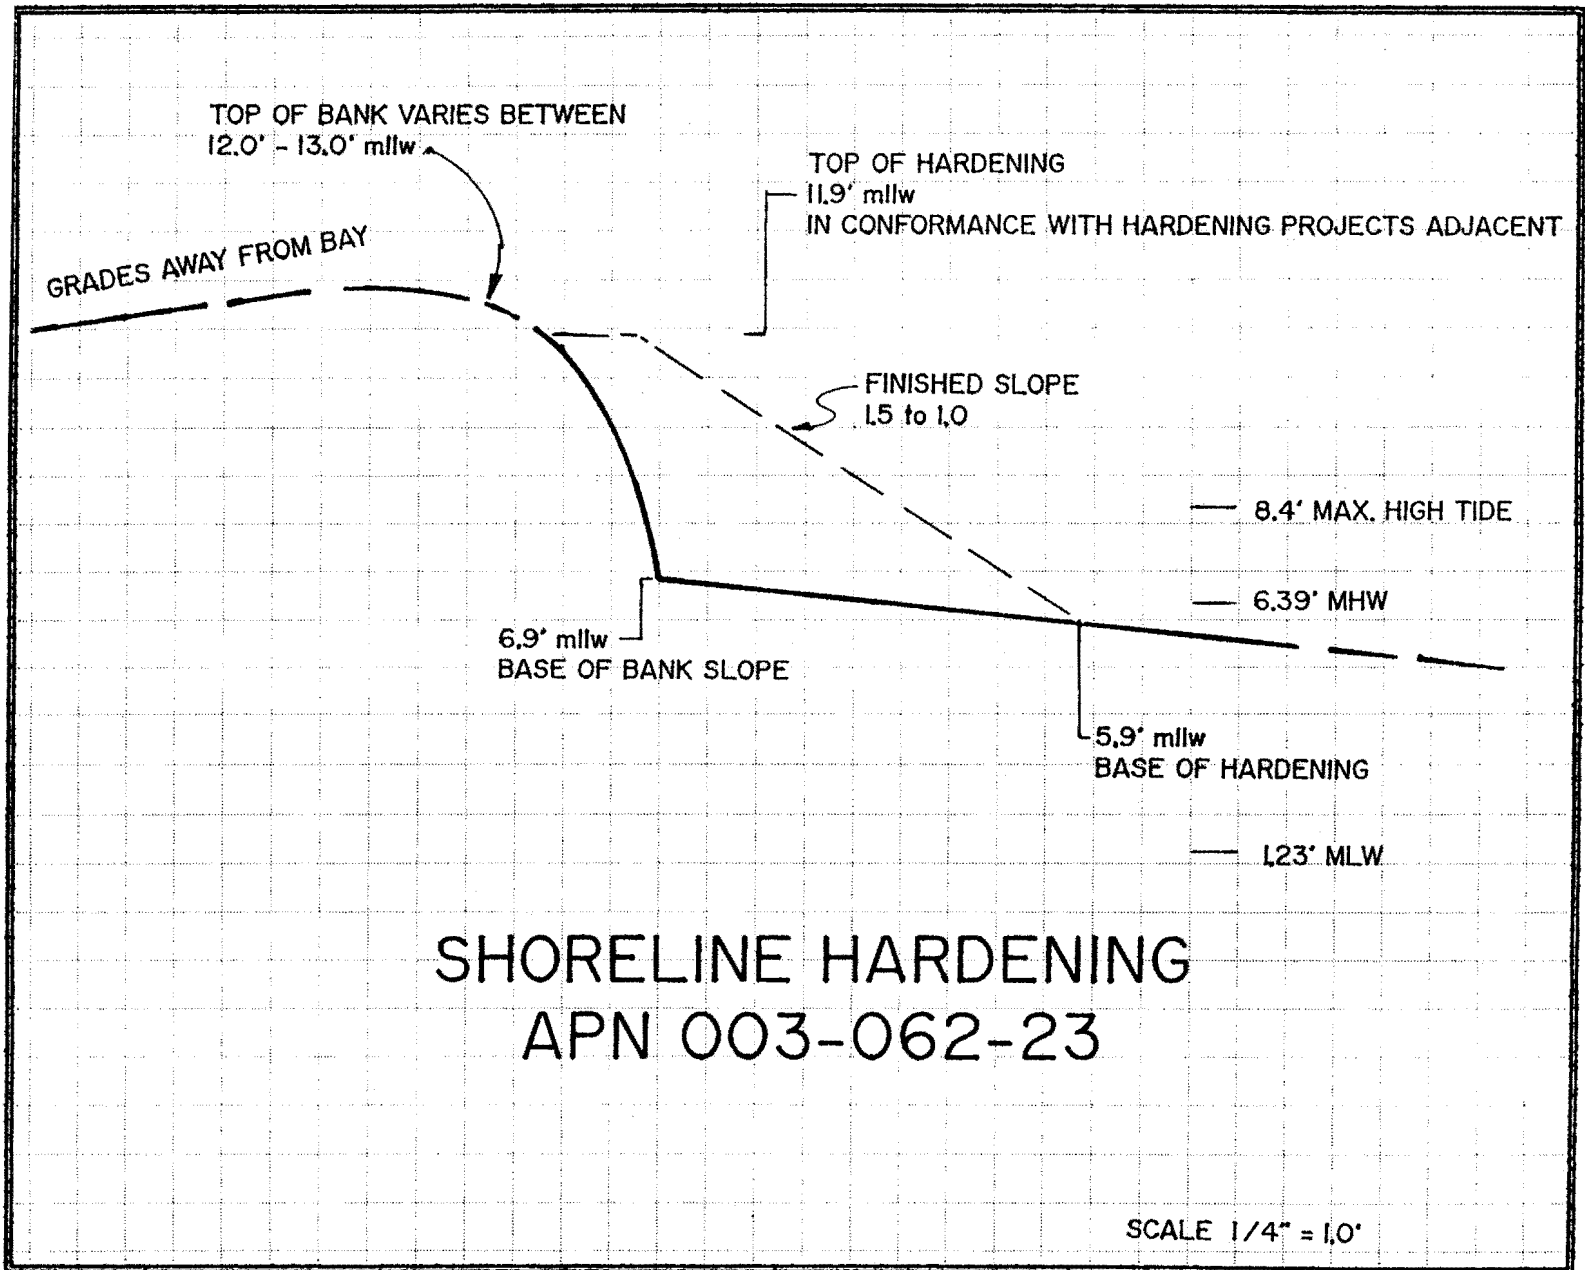 TOP OF BANK VARIES BETWEEN
12.0' - 13.0' mllw
TOP OF HARDENING
11.9' mllw
IN CONFORMANCE WITH HARDENING PROJECTS ADJACENT
GRADES AWAY FROM BAY
FINISHED SLOPE
1.5 to 1.0
8.4' MAX. HIGH TIDE
6.39' MHW
6.9' mllw
BASE OF BANK SLOPE
5.9' mllw
BASE OF HARDENING
1.23' MLW
SHORELINE HARDENING
APN 003-062-23
SCALE 1/4" = 1.0'